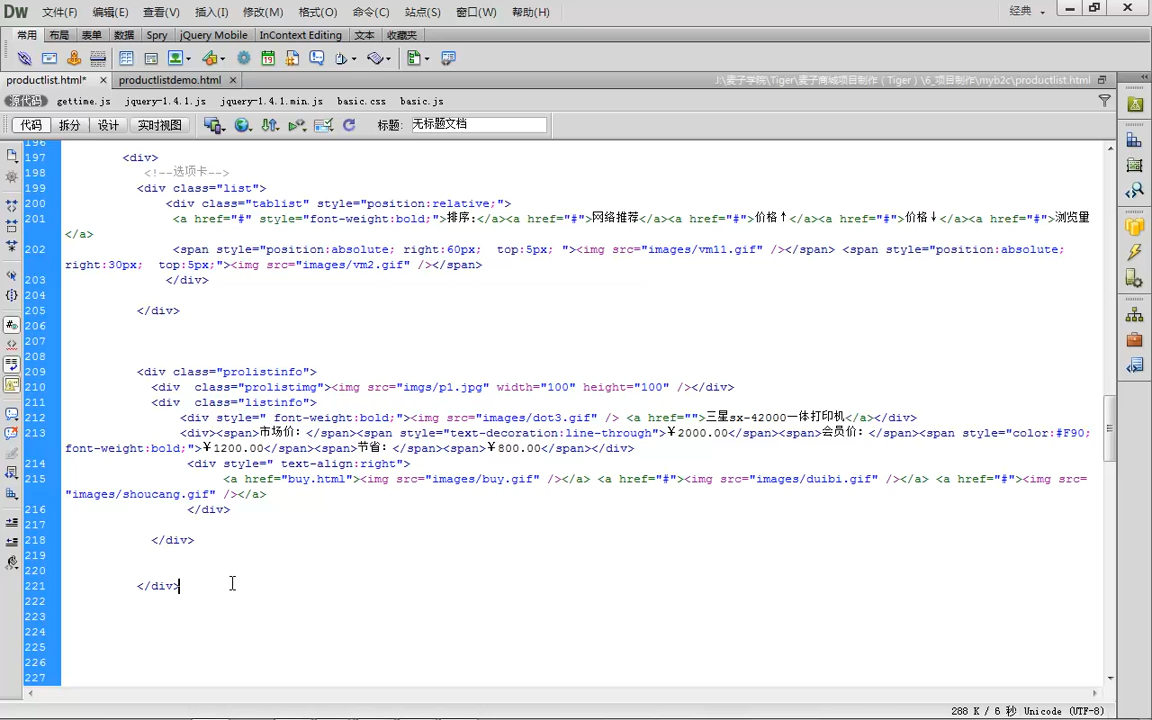 Dw 文件(F) 编辑(E) 查看(V) 插入(I) 修改(M) 格式(O) 命令(C) 站点(S) 窗口(W) 帮助(H) 经典
常用 布局 表单 数据 Spry jQuery Mobile InContext Editing 文本 收藏夹
productlist.html* productlistdemo.html J:\麦子学院\Tiger\麦子商城项目制作（Tiger）\6_项目制作\myb2c\productlist.html
源代码 gettime.js jquery-1.4.1.js jquery-1.4.1.min.js basic.css basic.js
代码 拆分 设计 实时视图 标题: 无标题文档
196
197 <div>
198 <!--选项卡-->
199 <div class="list">
200 <div class="tablist" style="position:relative;">
201 <a href="#" style="font-weight:bold;">排序:</a><a href="#">网络推荐</a><a href="#">价格↑</a><a href="#">价格↓</a><a href="#">浏览量
</a>
202 <span style="position:absolute; right:60px; top:5px; "><img src="images/vm11.gif" /></span> <span style="position:absolute;
right:30px; top:5px;"><img src="images/vm2.gif" /></span>
203 </div>
204
205 </div>
206
207
208
209 <div class="prolistinfo">
210 <div class="prolistimg"><img src="imgs/p1.jpg" width="100" height="100" /></div>
211 <div class="listinfo">
212 <div style=" font-weight:bold;"><img src="images/dot3.gif" /> <a href="">三星sx-42000一体打印机</a></div>
213 <div><span>市场价：</span><span style="text-decoration:line-through">￥2000.00</span><span>会员价：</span><span style="color:#F90;
font-weight:bold;">￥1200.00</span><span>节省：</span><span>￥800.00</span></div>
214 <div style=" text-align:right">
215 <a href="buy.html"><img src="images/buy.gif" /></a> <a href="#"><img src="images/duibi.gif" /></a> <a href="#"><img src=
"images/shoucang.gif" /></a>
216 </div>
217
218 </div>
219
220
221 </div>
222
223
224
225
226
227
288 K / 6 秒 Unicode (UTF-8)